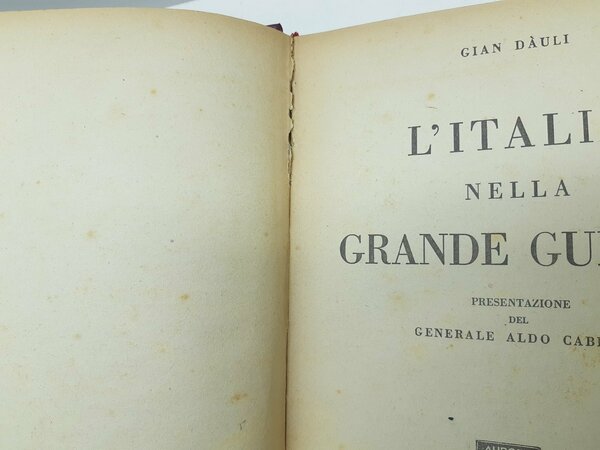 GIAN DÀULI
L'ITALI
NELLA
GRANDE GU
PRESENTAZIONE
DEL
GENERALE ALDO CAB